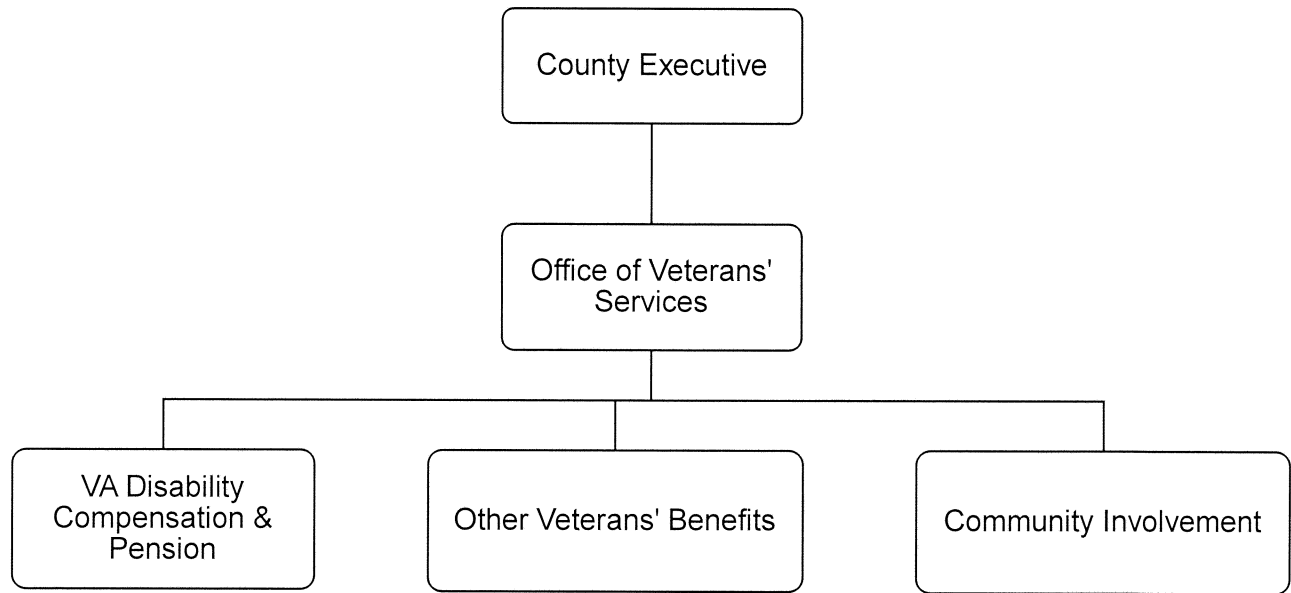 County Executive
Office of Veterans'
Services
VA Disability
Compensation &
Pension
Other Veterans' Benefits
Community Involvement